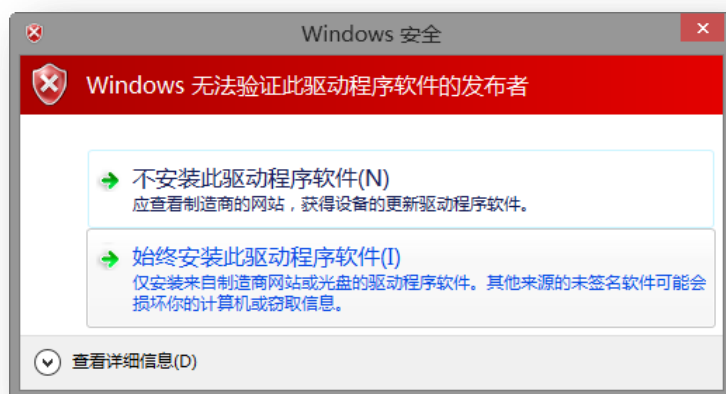 Windows 安全
Windows 无法验证此驱动程序软件的发布者
不安装此驱动程序软件(N)
应查看制造商的网站，获得设备的更新驱动程序软件。
始终安装此驱动程序软件(I)
仅安装来自制造商网站或光盘的驱动程序软件。其他来源的未签名软件可能会
损坏你的计算机或窃取信息。
查看详细信息(D)